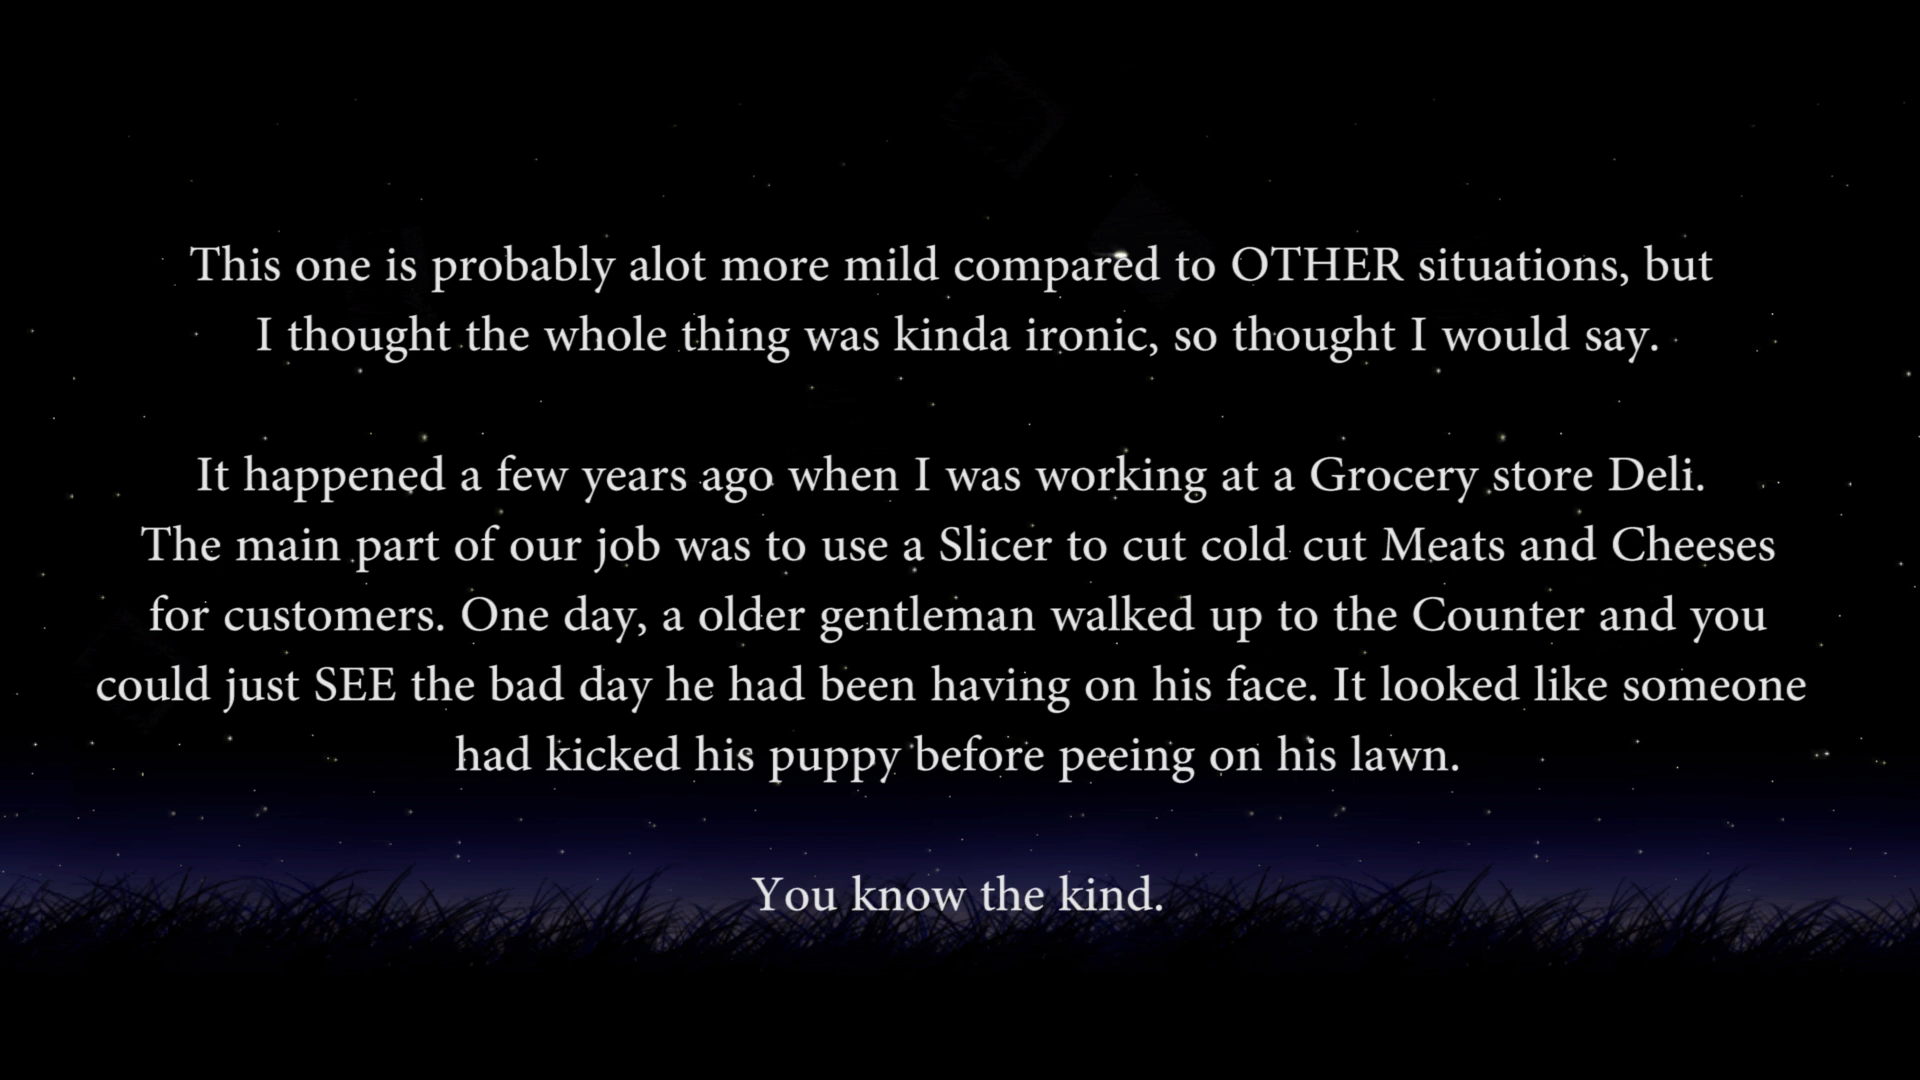 This one is probably alot more mild compared to OTHER situations, but
I thought the whole thing was kinda ironic, so thought I would say.
It happened a few years ago when I was working at a Grocery store Deli.
The main part of our job was to use a Slicer to cut cold cut Meats and Cheeses
for customers. One day, a older gentleman walked up to the Counter and you
could just SEE the bad day he had been having on his face. It looked like someone
had kicked his puppy before peeing on his lawn.
You know the kind.